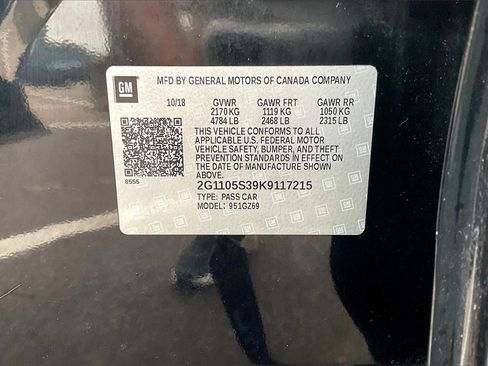 GM
MFD BY GENERAL MOTORS OF CANADA COMPANY
10/18 GVWR GAWR FRT GAWR RR
2170 KG 1119 KG 1050 KG
4784 LB 2468 LB 2315 LB
THIS VEHICLE CONFORMS TO ALL
APPLICABLE U.S. FEDERAL MOTOR
VEHICLE SAFETY, BUMPER, AND THEFT
PREVENTION STANDARDS IN EFFECT ON
THE DATE OF MANUFACTURE SHOWN
ABOVE.
8555
2G1105S39K9117215
TYPE: PASS CAR
MODEL: 951GZ69